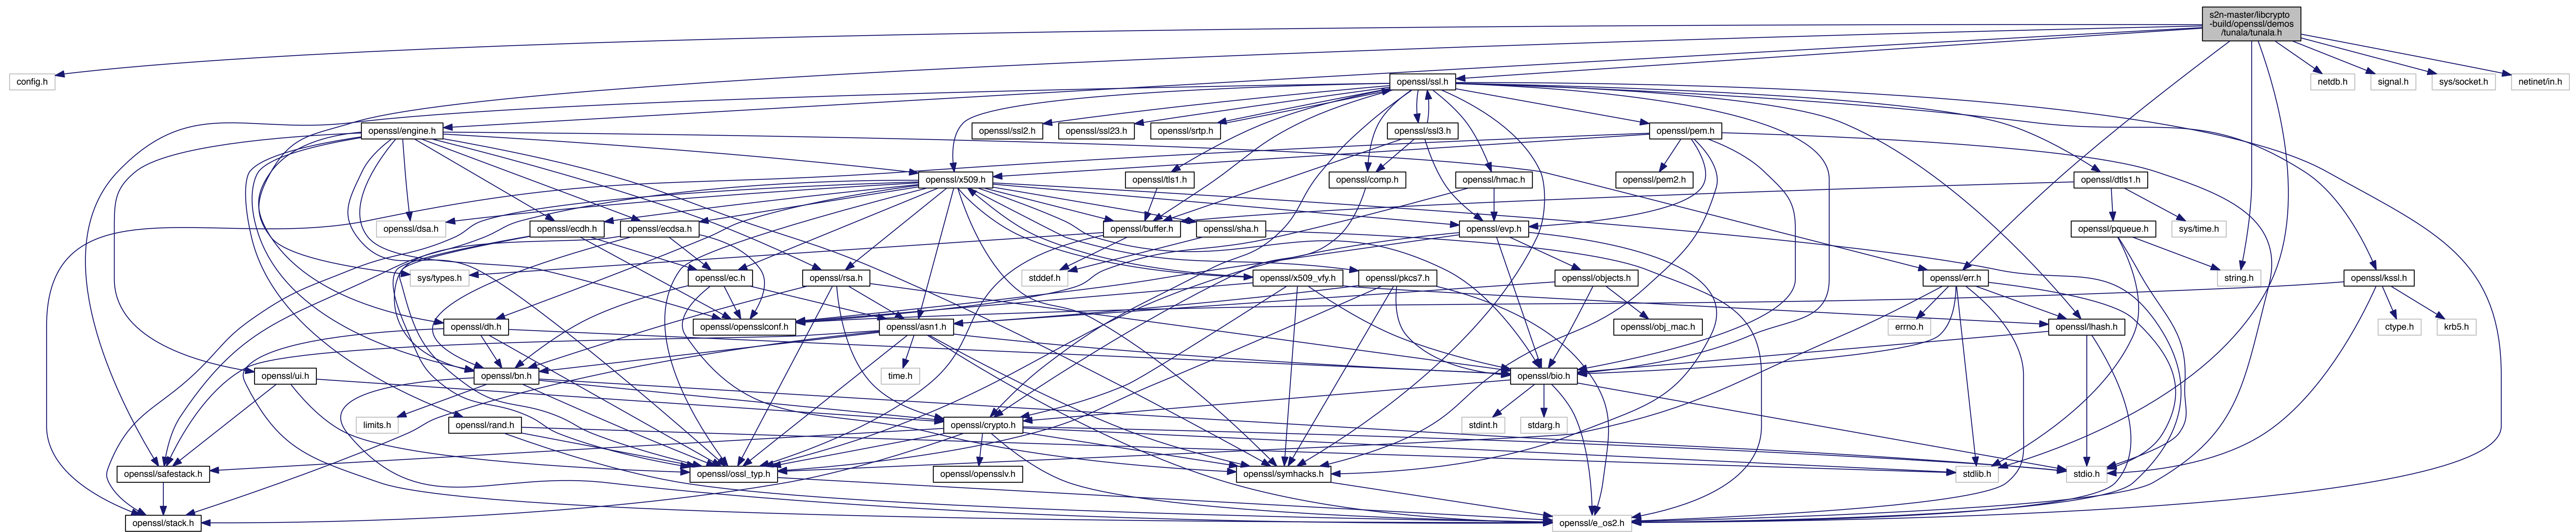 s2n-master/libcrypto
-build/openssl/demos
/tunala/tunala.h
config.h
openssl/ssl.h
netdb.h
signal.h
sys/socket.h
netinet/in.h
openssl/engine.h
openssl/ssl2.h
openssl/ssl23.h
openssl/srtp.h
openssl/ssl3.h
openssl/pem.h
openssl/x509.h
openssl/tls1.h
openssl/comp.h
openssl/hmac.h
openssl/pem2.h
openssl/dtls1.h
openssl/dsa.h
openssl/ecdh.h
openssl/ecdsa.h
openssl/buffer.h
openssl/sha.h
openssl/evp.h
openssl/pqueue.h
sys/time.h
sys/types.h
openssl/ec.h
openssl/rsa.h
stddef.h
openssl/x509_vfy.h
openssl/pkcs7.h
openssl/objects.h
openssl/err.h
string.h
openssl/kssl.h
openssl/dh.h
openssl/opensslconf.h
openssl/asn1.h
openssl/obj_mac.h
errno.h
openssl/lhash.h
ctype.h
krb5.h
openssl/ui.h
openssl/bn.h
time.h
openssl/bio.h
limits.h
openssl/rand.h
openssl/crypto.h
stdint.h
stdarg.h
openssl/safestack.h
openssl/ossl_typ.h
openssl/opensslv.h
openssl/symhacks.h
stdlib.h
stdio.h
openssl/stack.h
openssl/e_os2.h